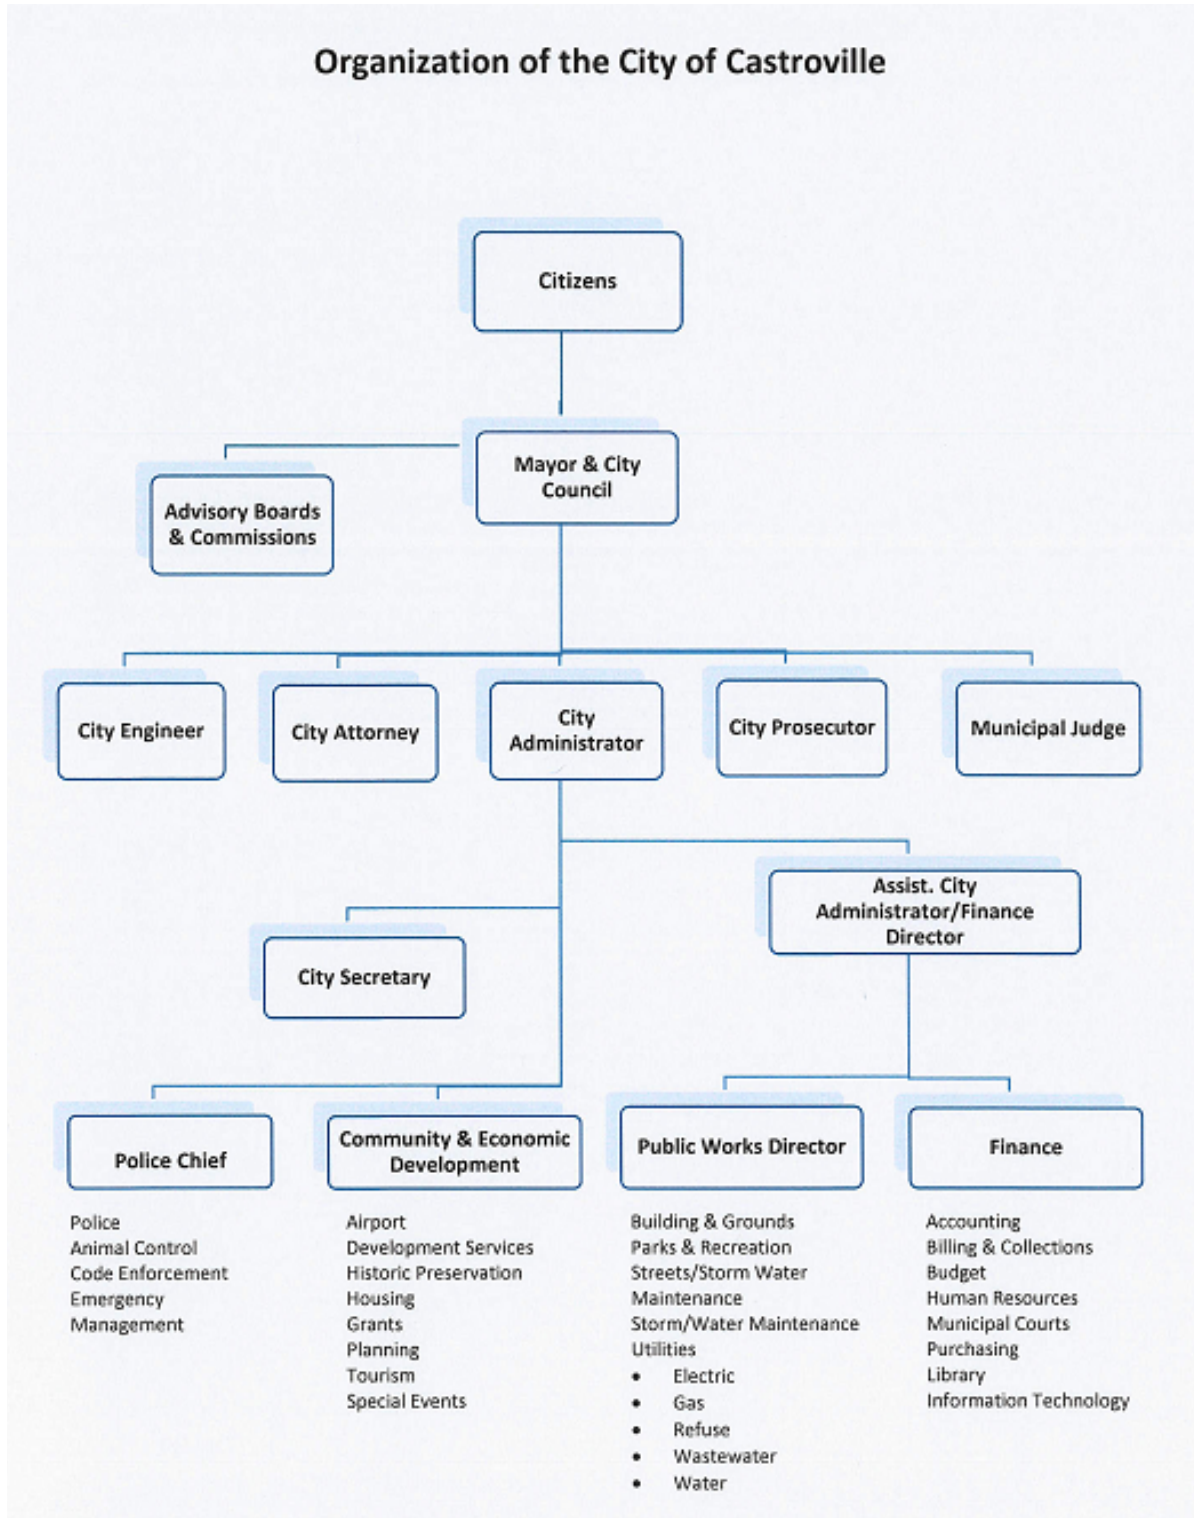 Organization of the City of Castroville
Citizens
Mayor & City
Council
Advisory Boards
& Commissions
City Engineer
City Attorney
City
Administrator
City Prosecutor
Municipal Judge
Assist. City
Administrator/Finance
Director
City Secretary
Police Chief
Community & Economic
Development
Public Works Director
Finance
Police
Animal Control
Code Enforcement
Emergency
Management
Airport
Development Services
Historic Preservation
Housing
Grants
Planning
Tourism
Special Events
Building & Grounds
Parks & Recreation
Streets/Storm Water
Maintenance
Storm/Water Maintenance
Utilities
• Electric
• Gas
• Refuse
• Wastewater
• Water
Accounting
Billing & Collections
Budget
Human Resources
Municipal Courts
Purchasing
Library
Information Technology